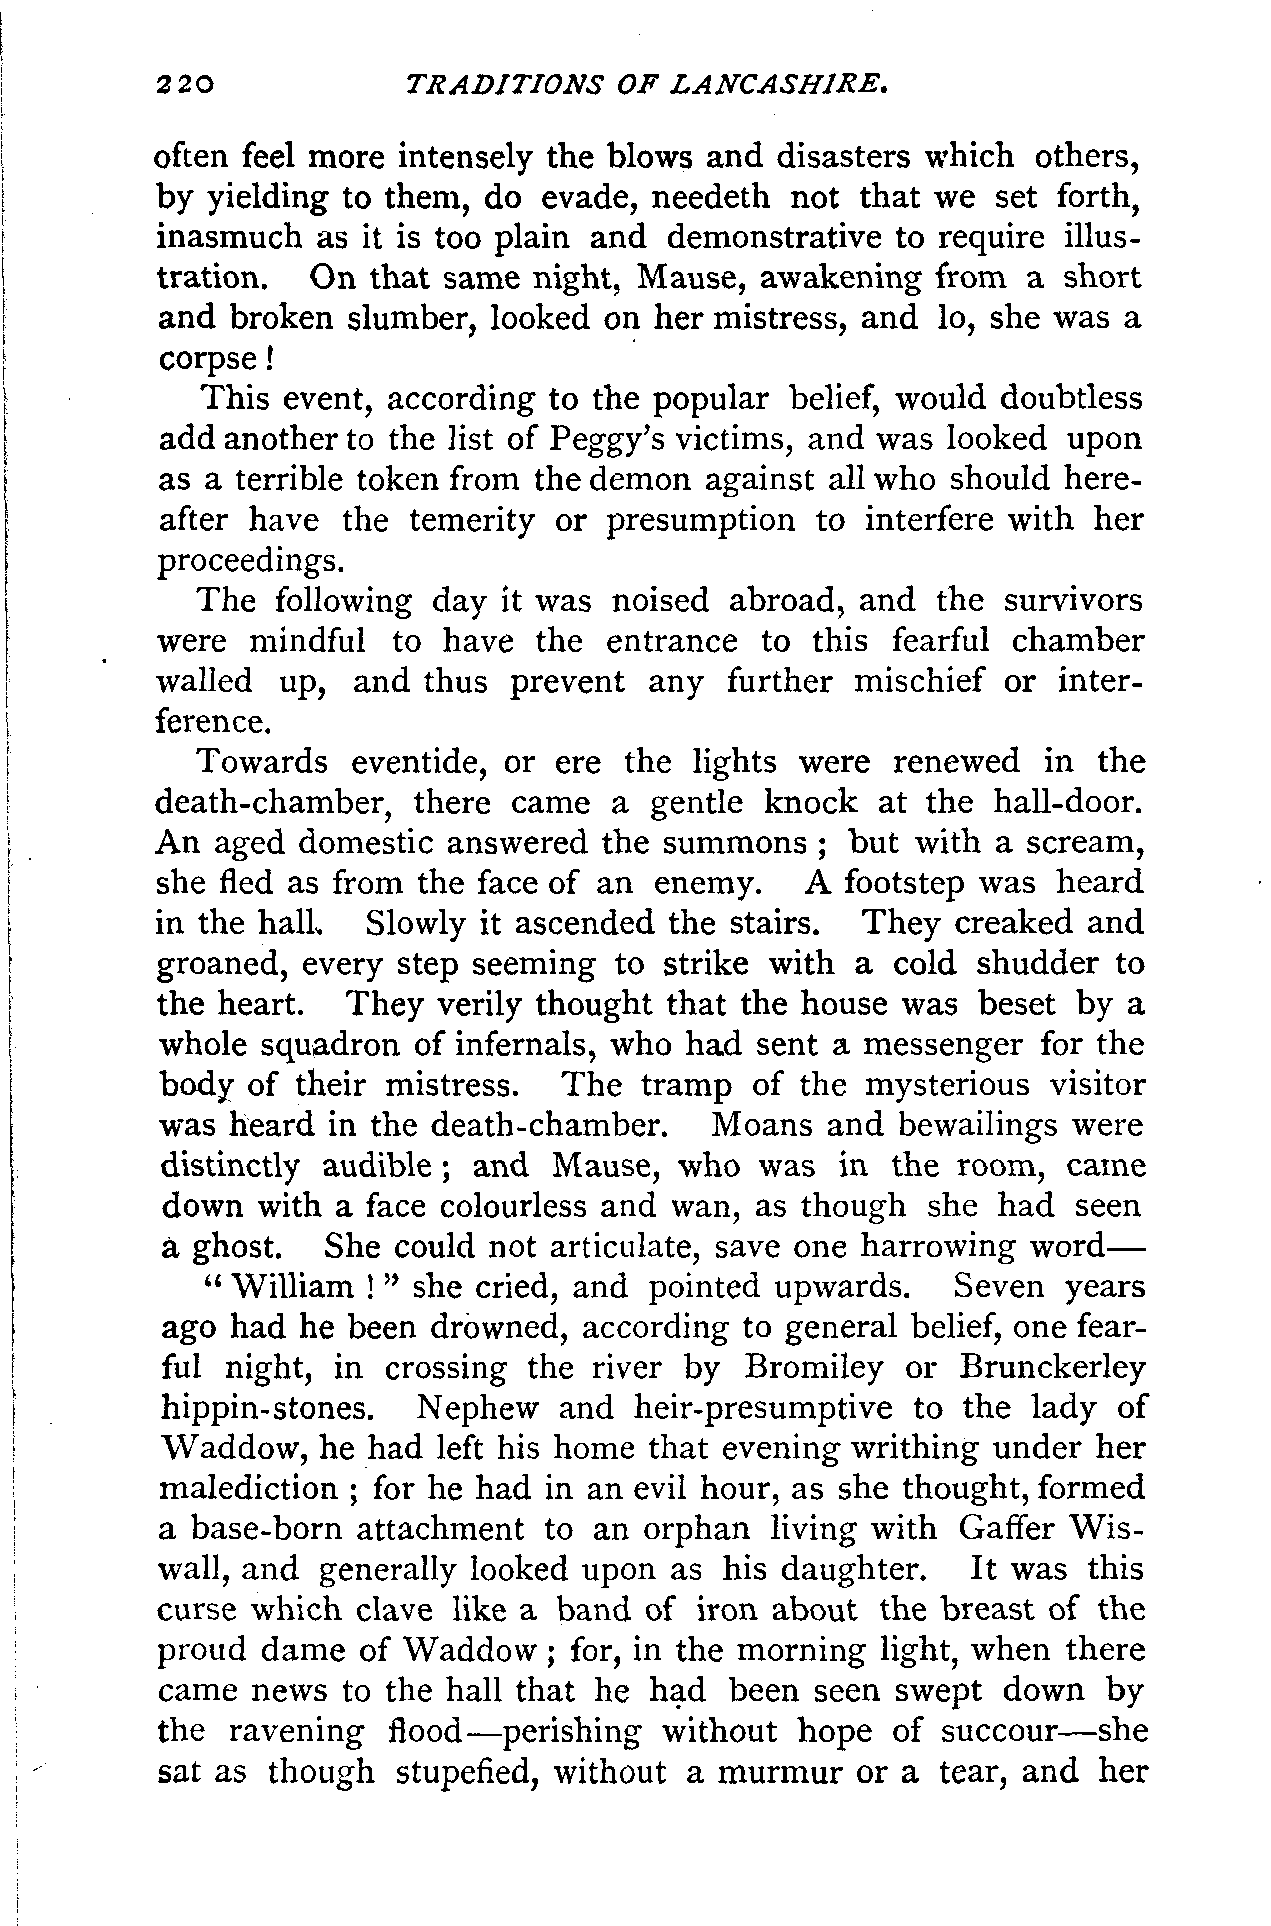 220 TRADITIONS OF LANCASHIRE.
often feel more intensely the blows and disasters which others,
by yielding to them, do evade, needeth not that we set forth,
inasmuch as it is too plain and demonstrative to require illus-
tration. On that same night, Mause, awakening from a short
and broken slumber, looked on her mistress, and lo, she was a
corpse !
This event, according to the popular belief, would doubtless
add another to the list of Peggy's victims, and was looked upon
as a terrible token from the demon against all who should here-
after have the temerity or presumption to interfere with her
proceedings.
The following day it was noised abroad, and the survivors
were mindful to have the entrance to this fearful chamber
walled up, and thus prevent any further mischief or inter-
ference.
Towards eventide, or ere the lights were renewed in the
death-chamber, there came a gentle knock at the hall-door.
An aged domestic answered the summons ; but with a scream,
she fled as from the face of an enemy. A footstep was heard
in the hall. Slowly it ascended the stairs. They creaked and
groaned, every step seeming to strike with a cold shudder to
the heart. They verily thought that the house was beset by a
whole squadron of infernals, who had sent a messenger for the
body of their mistress. The tramp of the mysterious visitor
was heard in the death-chamber. Moans and bewailings were
distinctly audible ; and Mause, who was in the room, came
down with a face colourless and wan, as though she had seen
a ghost. She could not articulate, save one harrowing word—
“ William ! ” she cried, and pointed upwards. Seven years
ago had he been drowned, according to general belief, one fear-
ful night, in crossing the river by Bromiley or Brunckerley
hippin-stones. Nephew and heir-presumptive to the lady of
Waddow, he had left his home that evening writhing under her
malediction ; for he had in an evil hour, as she thought, formed
a base-born attachment to an orphan living with Gaffer Wis-
wall, and generally looked upon as his daughter. It was this
curse which clave like a band of iron about the breast of the
proud dame of Waddow ; for, in the morning light, when there
came news to the hall that he had been seen swept down by
the ravening flood—perishing without hope of succour—she
sat as though stupefied, without a murmur or a tear, and her